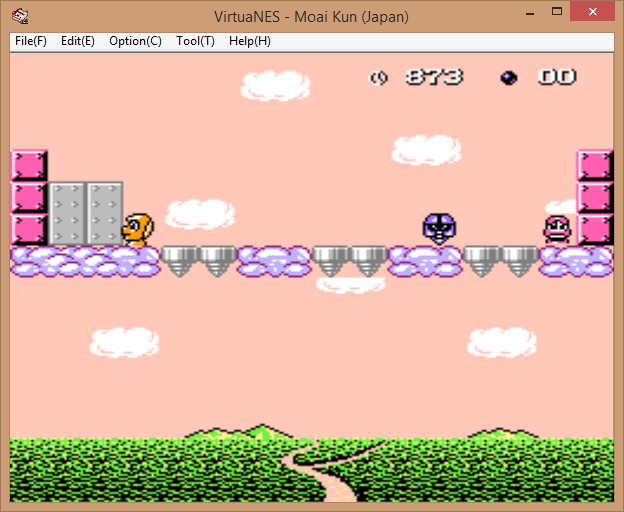 VirtuaNES - Moai Kun (Japan)
File(F) Edit(E) Option(C) Tool(T) Help(H)
873 00